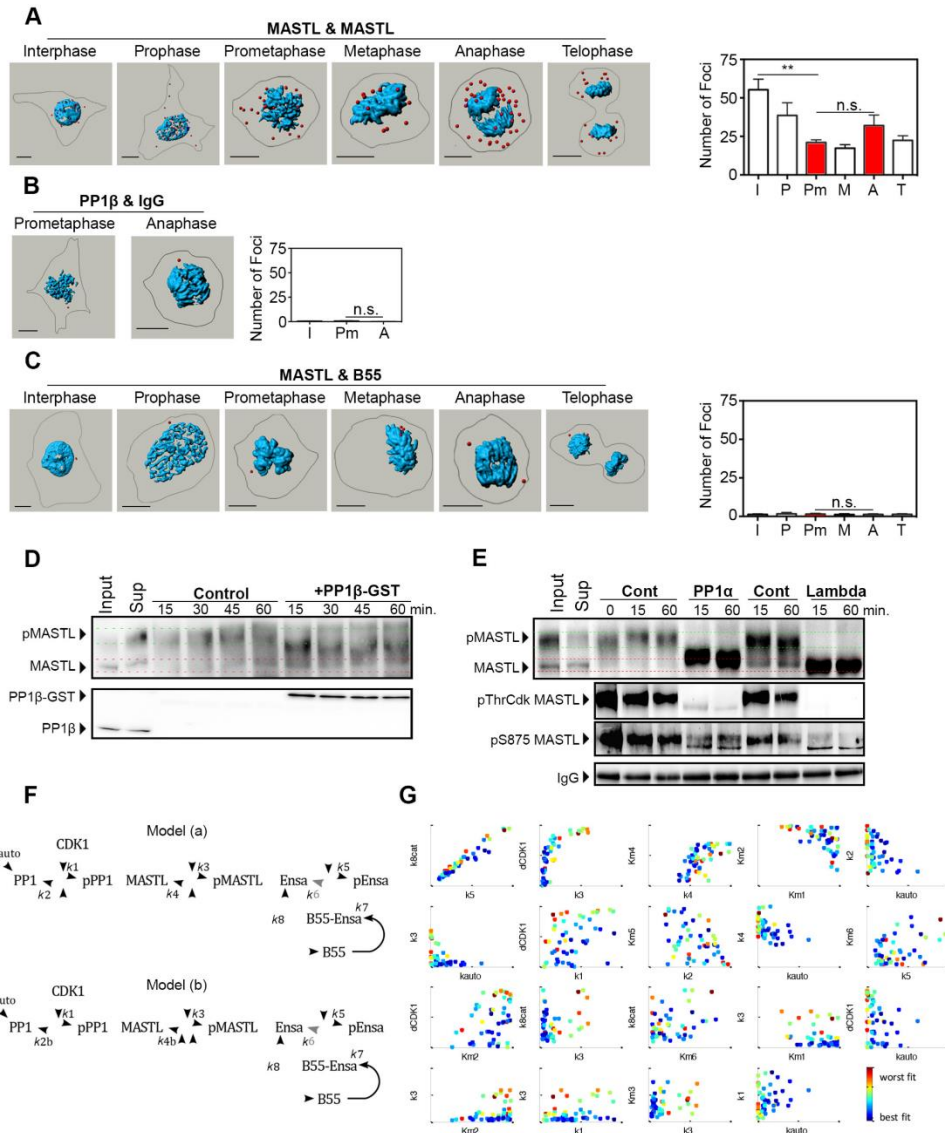 A
MASTL & MASTL
Interphase Prophase Prometaphase Metaphase Anaphase Telophase
Number of Foci
75
50
25
0
** n.s.
I P Pm M A T
B
PP1β & IgG
Prometaphase Anaphase
Number of Foci
75
50
25
0
n.s.
I Pm A
C
MASTL & B55
Interphase Prophase Prometaphase Metaphase Anaphase Telophase
Number of Foci
75
50
25
0
n.s.
I P Pm M A T
D
Input Sup Control +PP1β-GST
15 30 45 60 15 30 45 60 min.
pMASTL
MASTL
PP1β-GST
PP1β
E
Input Sup Cont PP1α Cont Lambda
0 15 60 15 60 15 60 15 60 min.
pMASTL
MASTL
pThrCdk MASTL
pS875 MASTL
IgG
F
Model (a)
auto CDK1
k1 k3 k5
PP1 pPP1 MASTL pMASTL Ensa pEnsa
k2 k4 k6
k8 k7
B55-Ensa
B55
Model (b)
auto CDK1
k1 k3 k5
PP1 pPP1 MASTL pMASTL Ensa pEnsa
k2b k4b k6
k8 k7
B55-Ensa
B55
G
k8cat k5 dCDK1 k3 Km4 k4 Km2 Km1 k2 kauto
k3 kauto dCDK1 k1 Km5 k2 k4 kauto Km6 k5
dCDK1 Km2 k8cat k3 k8cat Km6 k3 Km1 dCDK1 kauto
k3 Km2 k3 k1 Km3 k3 k1 kauto
worst fit
best fit